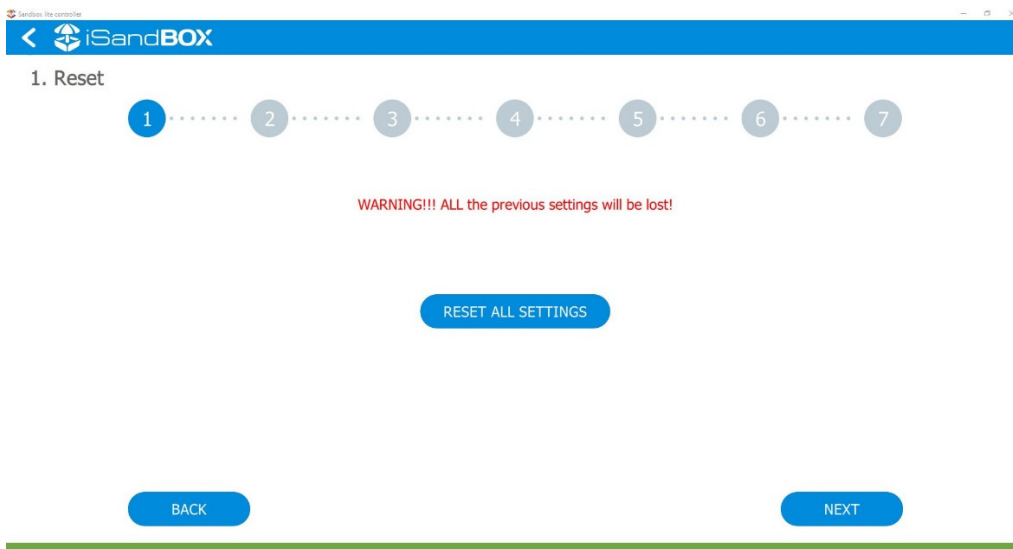 Sandbox lite controller
iSandBOX
1. Reset
1 2 3 4 5 6 7
WARNING!!! ALL the previous settings will be lost!
RESET ALL SETTINGS
BACK NEXT